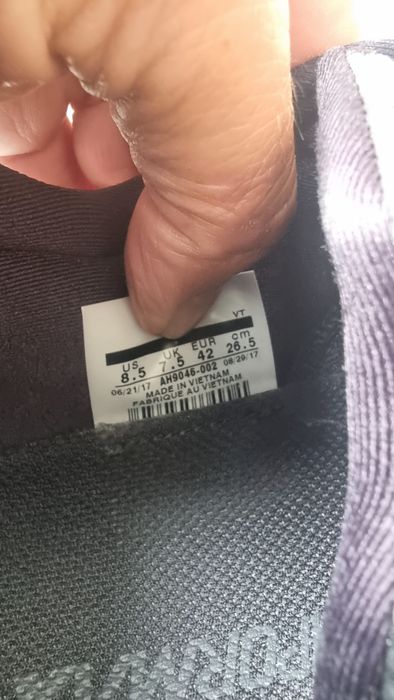 VT
US UK EUR cm
8.5 7.5 42 26.5
06/21/17 AH9046-002 08/29/17
MADE IN VIETNAM
FABRIQUE AU VIETNAM